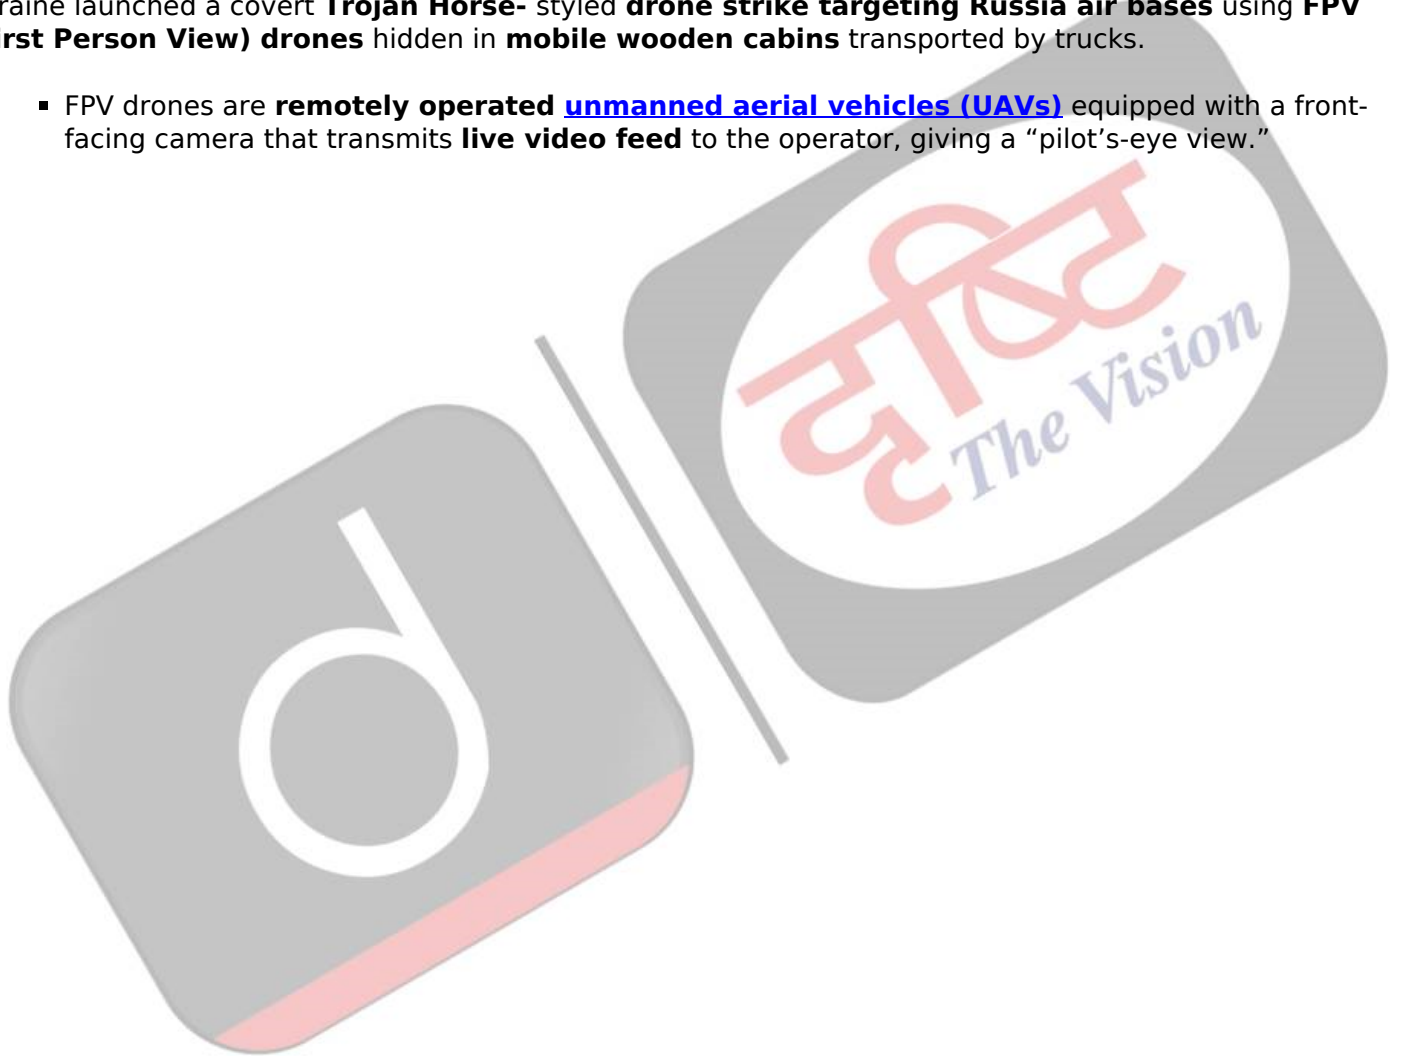 raine launched a covert Trojan Horse- styled drone strike targeting Russia air bases using FPV
irst Person View) drones hidden in mobile wooden cabins transported by trucks.
▪ FPV drones are remotely operated unmanned aerial vehicles (UAVs) equipped with a front-
facing camera that transmits live video feed to the operator, giving a “pilot’s-eye view.”
दृष्टि
The Vision
d